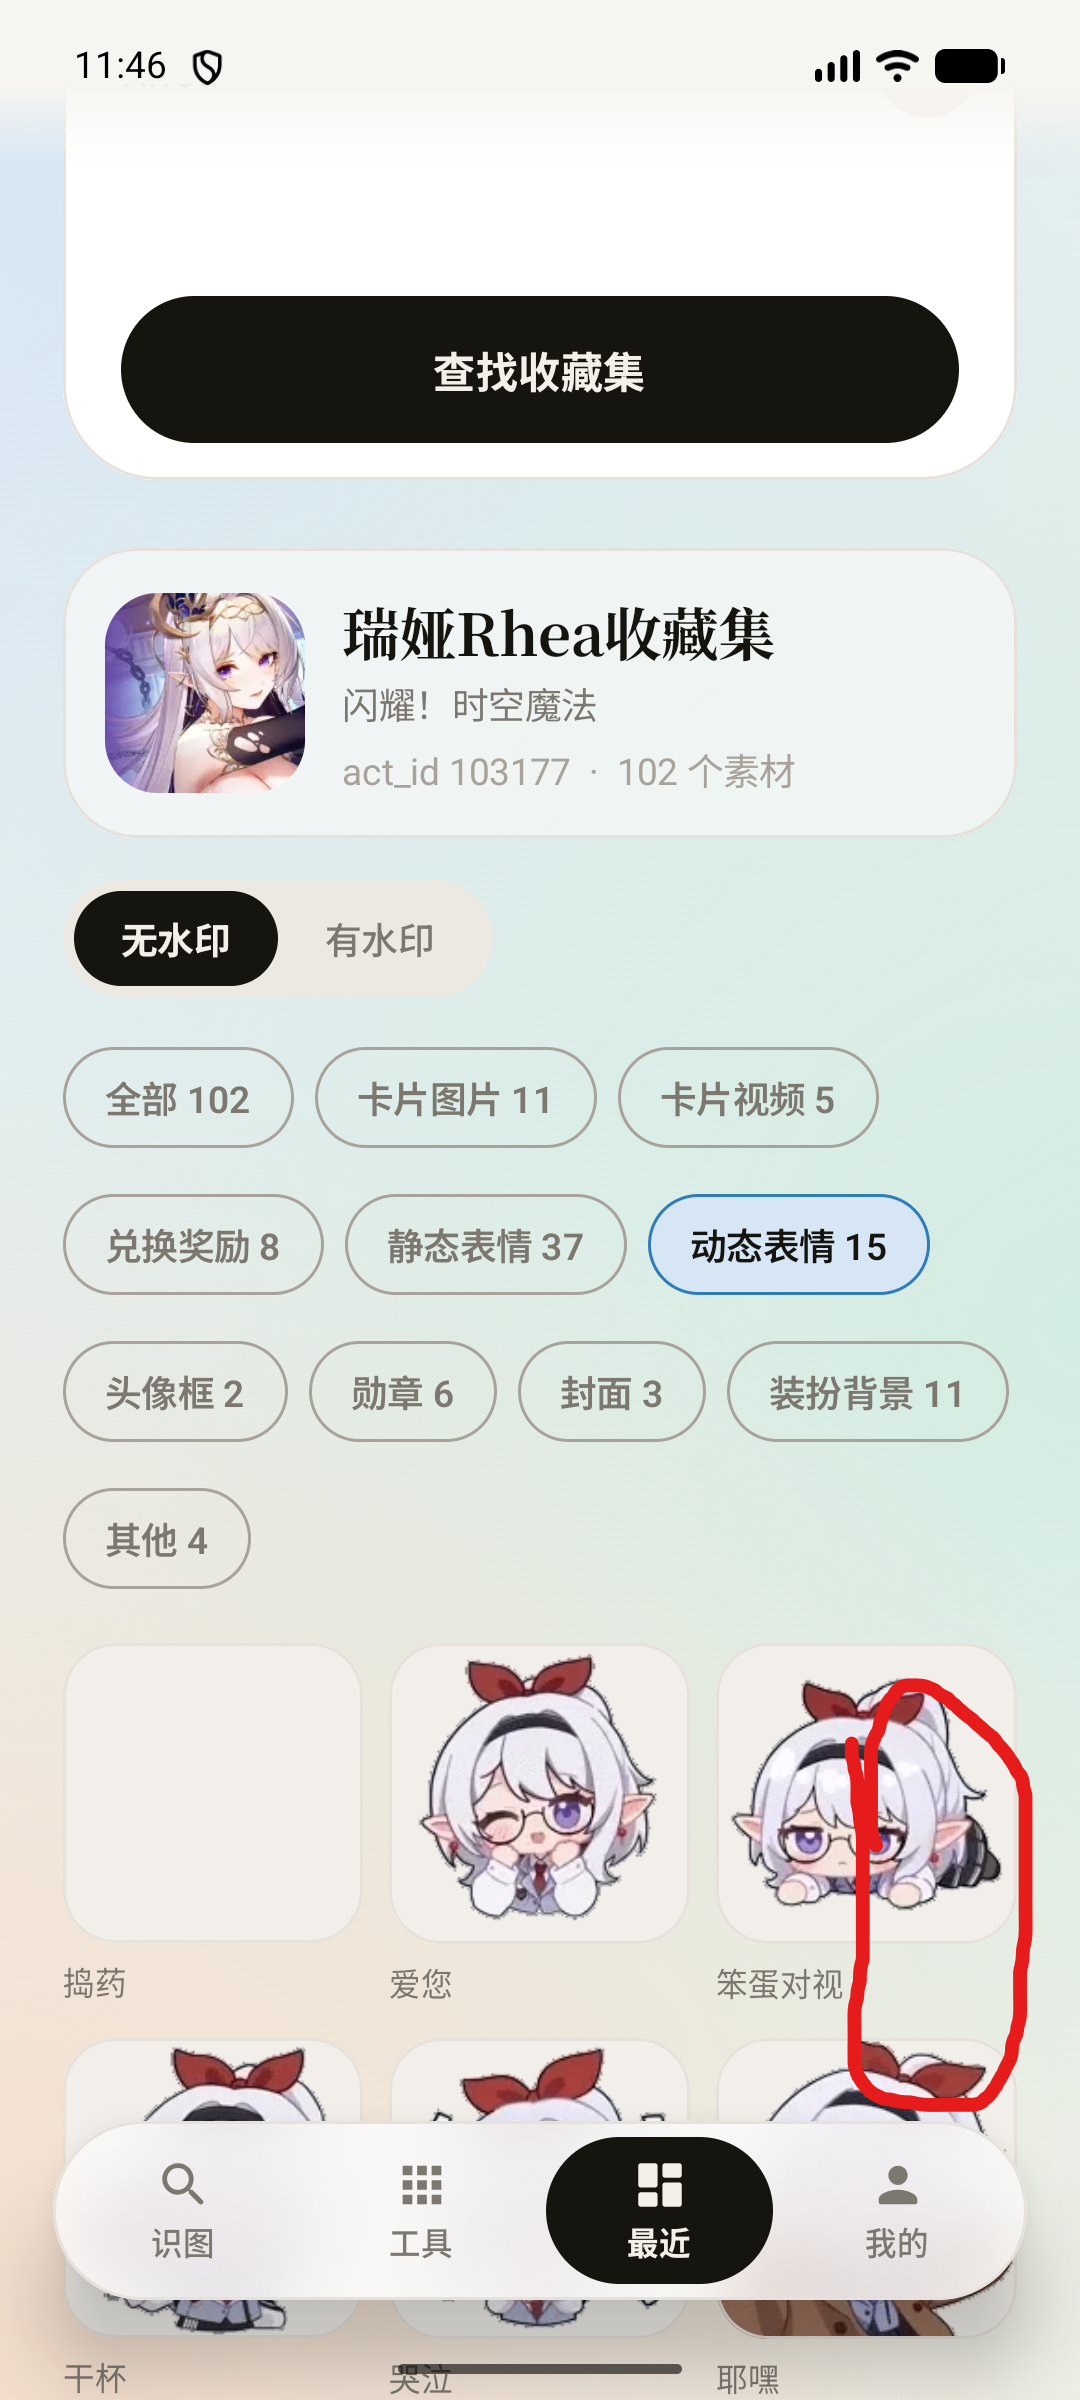 11:46
查找收藏集
瑞娅Rhea收藏集
闪耀！时空魔法
act_id 103177 · 102 个素材
无水印 有水印
全部 102 卡片图片 11 卡片视频 5
兑换奖励 8 静态表情 37 动态表情 15
头像框 2 勋章 6 封面 3 装扮背景 11
其他 4
捣药 爱您 笨蛋对视
识图 工具 最近 我的
干杯 哭泣 耶嘿